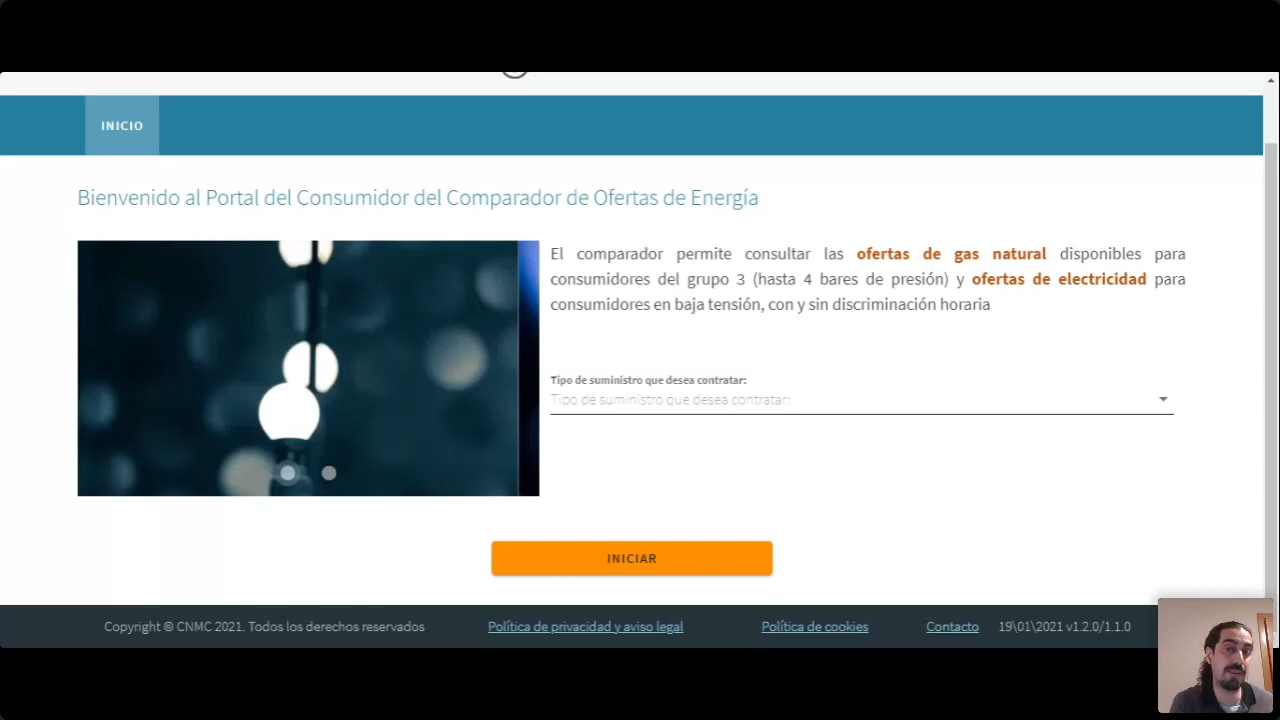 INICIO
Bienvenido al Portal del Consumidor del Comparador de Ofertas de Energía
El comparador permite consultar las ofertas de gas natural disponibles para
consumidores del grupo 3 (hasta 4 bares de presión) y ofertas de electricidad para
consumidores en baja tensión, con y sin discriminación horaria
Tipo de suministro que desea contratar:
Tipo de suministro que desea contratar:
INICIAR
Copyright © CNMC 2021. Todos los derechos reservados Política de privacidad y aviso legal Política de cookies Contacto 19\01\2021 v1.2.0/1.1.0